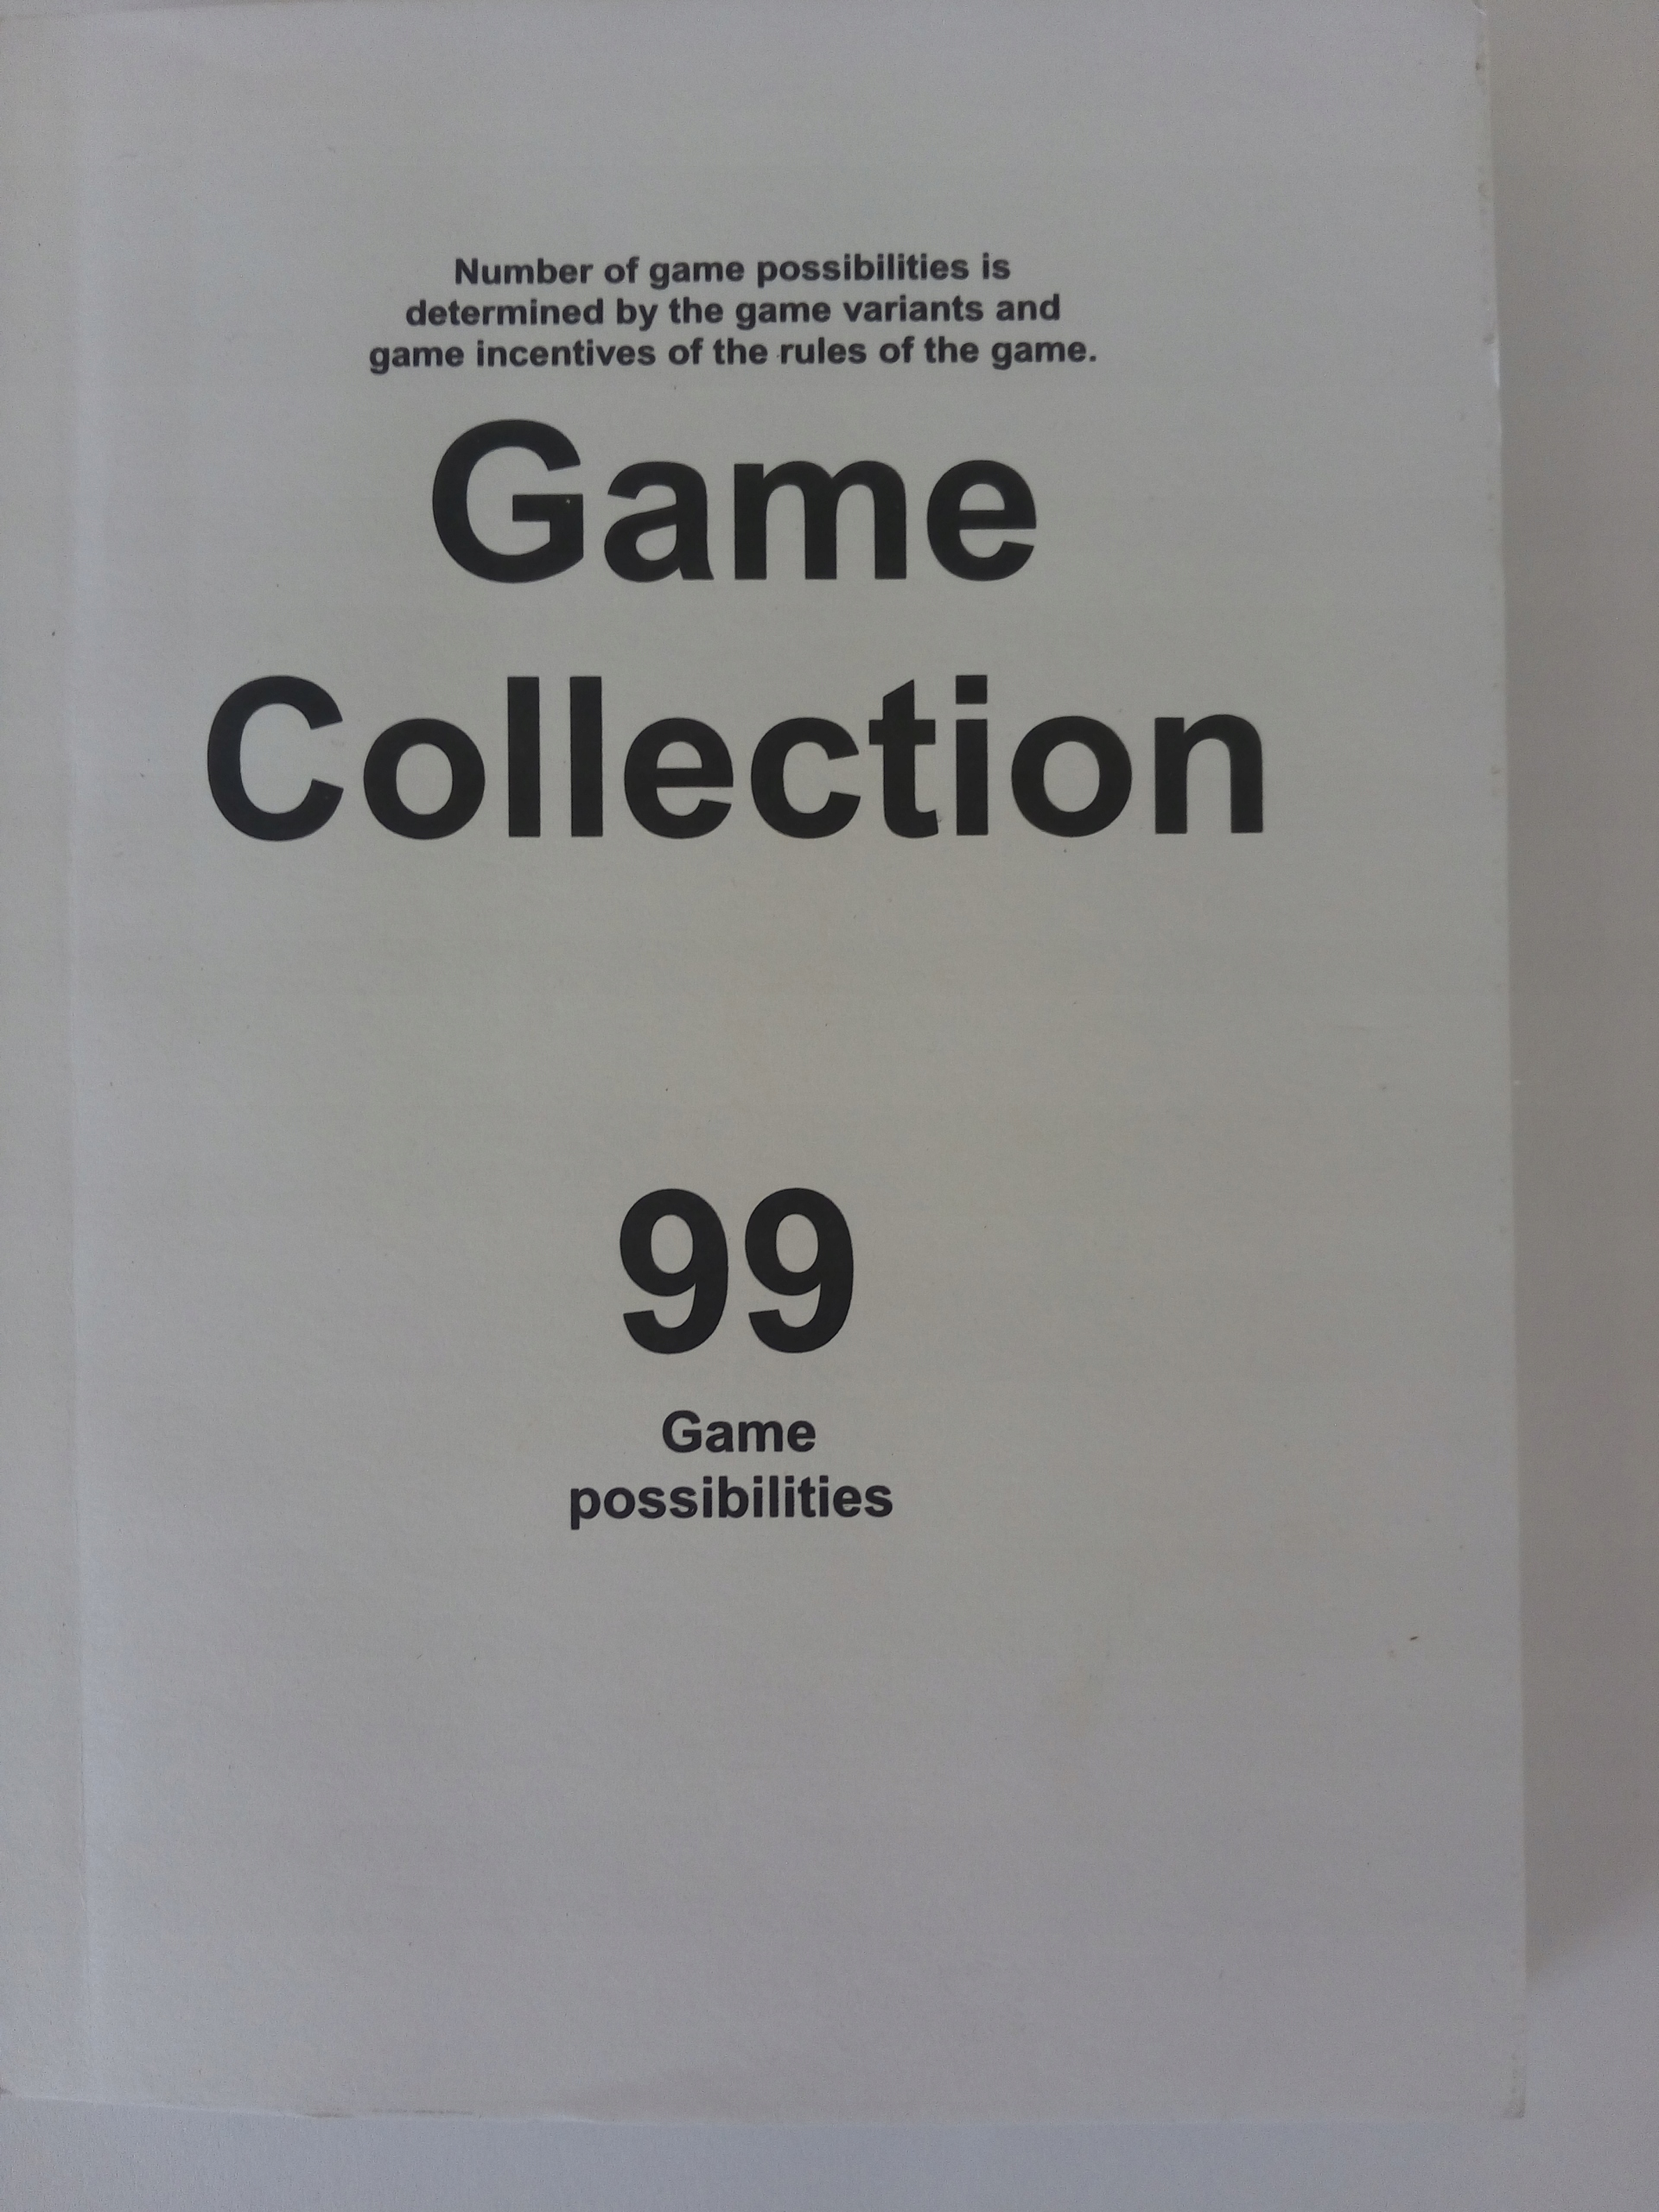 Number of game possibilities is
determined by the game variants and
game incentives of the rules of the game.
Game
Collection
99
Game
possibilities